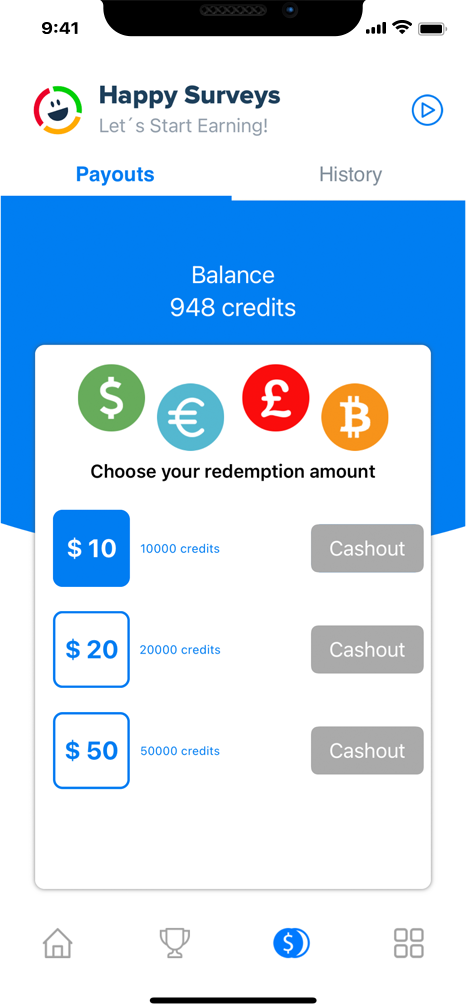 9:41
Happy Surveys
Let´s Start Earning!
Payouts History
Balance
948 credits
$ € £ ₿
Choose your redemption amount
$ 10 10000 credits Cashout
$ 20 20000 credits Cashout
$ 50 50000 credits Cashout
$